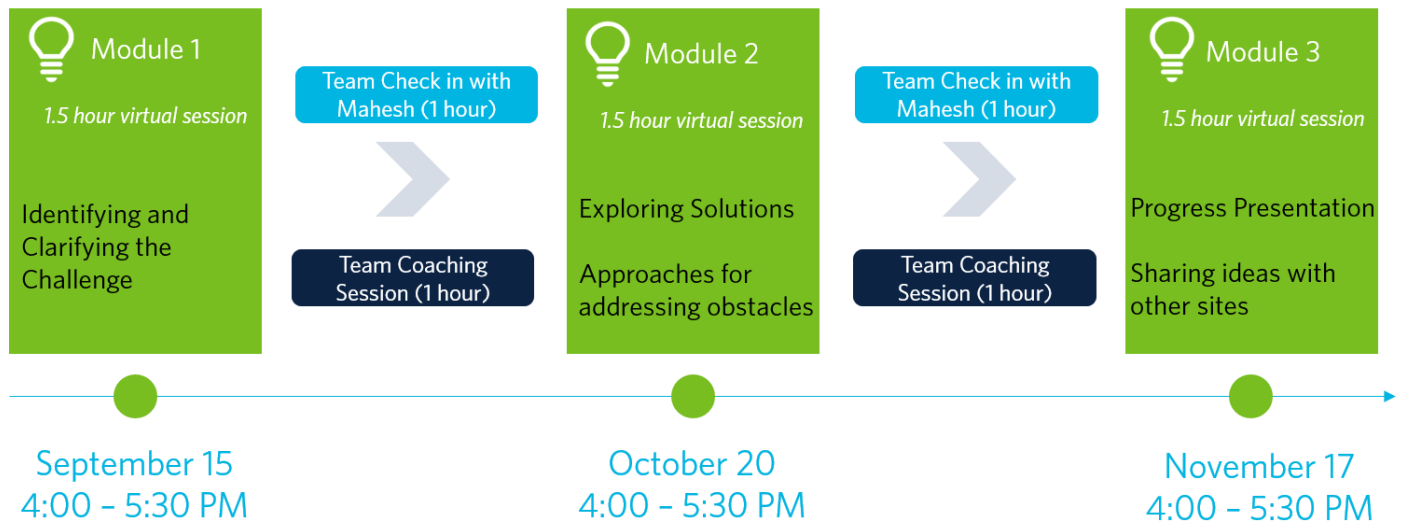 Module 1
1.5 hour virtual session
Identifying and
Clarifying the
Challenge
Team Check in with
Mahesh (1 hour)
Team Coaching
Session (1 hour)
Module 2
1.5 hour virtual session
Exploring Solutions
Approaches for
addressing obstacles
Team Check in with
Mahesh (1 hour)
Team Coaching
Session (1 hour)
Module 3
1.5 hour virtual session
Progress Presentation
Sharing ideas with
other sites
September 15
4:00 – 5:30 PM
October 20
4:00 – 5:30 PM
November 17
4:00 – 5:30 PM